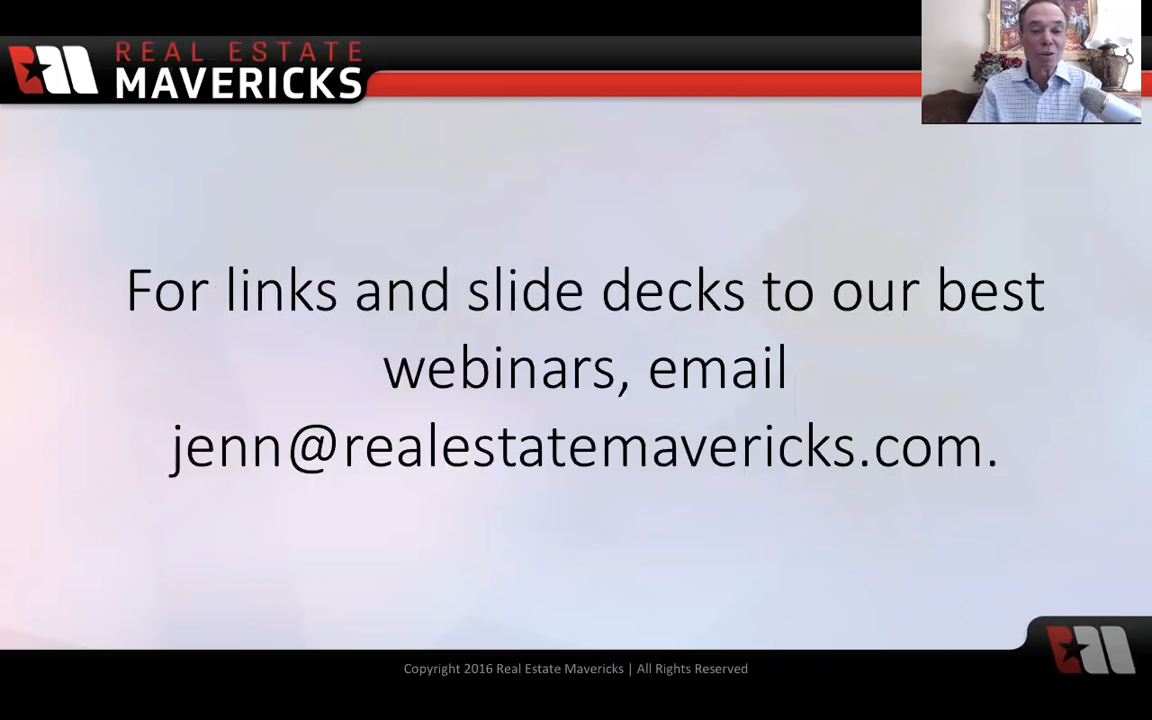 REAL ESTATE
MAVERICKS
For links and slide decks to our best
webinars, email
jenn@realestatemavericks.com.
Copyright 2016 Real Estate Mavericks | All Rights Reserved